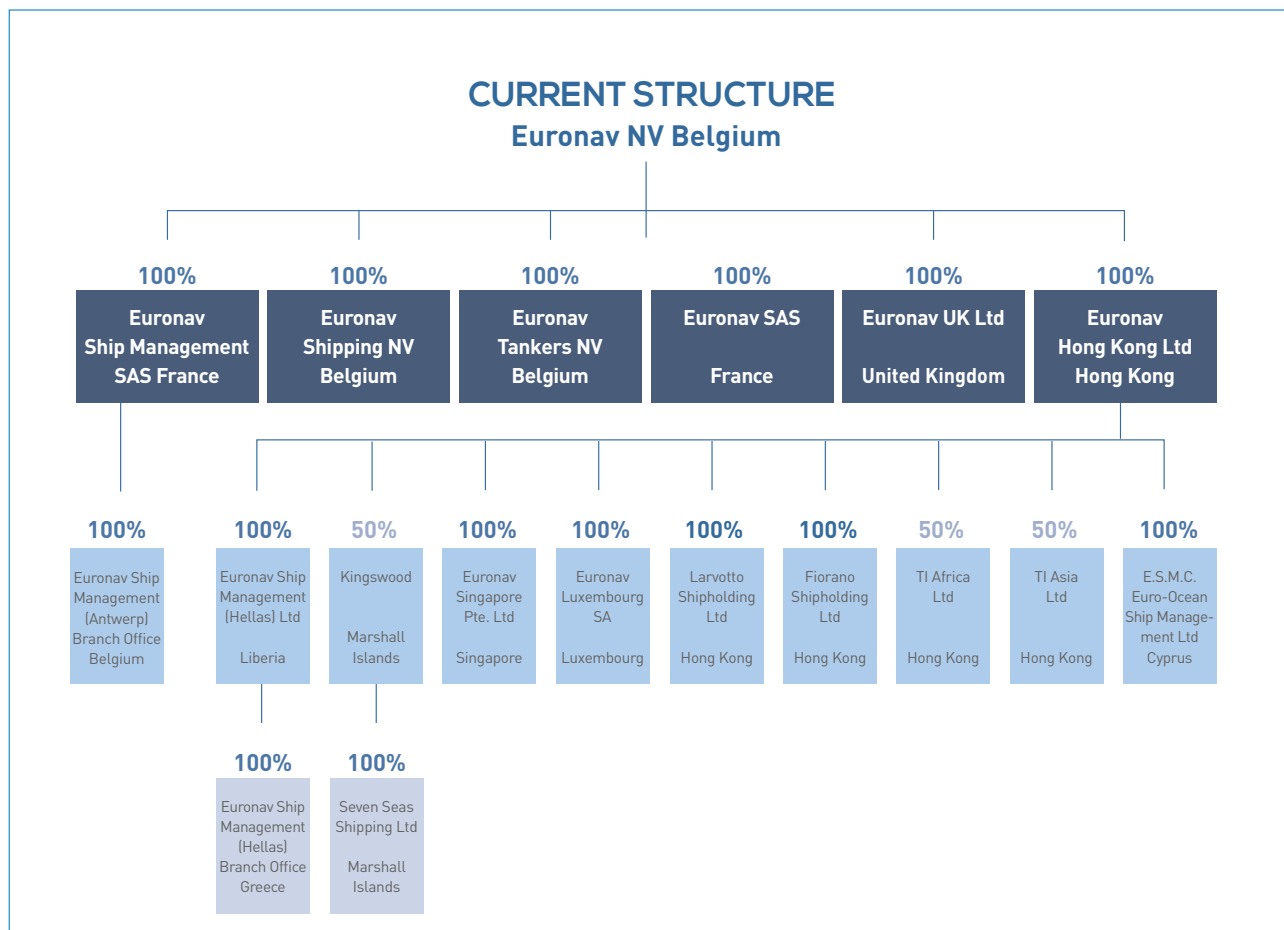 CURRENT STRUCTURE
Euronav NV Belgium
100%
100%
100%
100%
100%
100%
Euronav
Ship Management
SAS France
Euronav
Shipping NV
Belgium
Euronav
Tankers NV
Belgium
Euronav SAS
France
Euronav UK Ltd
United Kingdom
Euronav
Hong Kong Ltd
Hong Kong
100%
100%
50%
100%
100%
100%
100%
50%
50%
100%
Euronav Ship
Management
(Antwerp)
Branch Office
Belgium
Euronav Ship
Management
(Hellas) Ltd
Liberia
Kingswood
Marshall
Islands
Euronav
Singapore
Pte. Ltd
Singapore
Euronav
Luxembourg
SA
Luxembourg
Larvotto
Shipholding
Ltd
Hong Kong
Fiorano
Shipholding
Ltd
Hong Kong
TI Africa
Ltd
Hong Kong
TI Asia
Ltd
Hong Kong
E.S.M.C.
Euro-Ocean
Ship Manage-
ment Ltd
Cyprus
100%
100%
Euronav Ship
Management
(Hellas)
Branch Office
Greece
Seven Seas
Shipping Ltd
Marshall
Islands